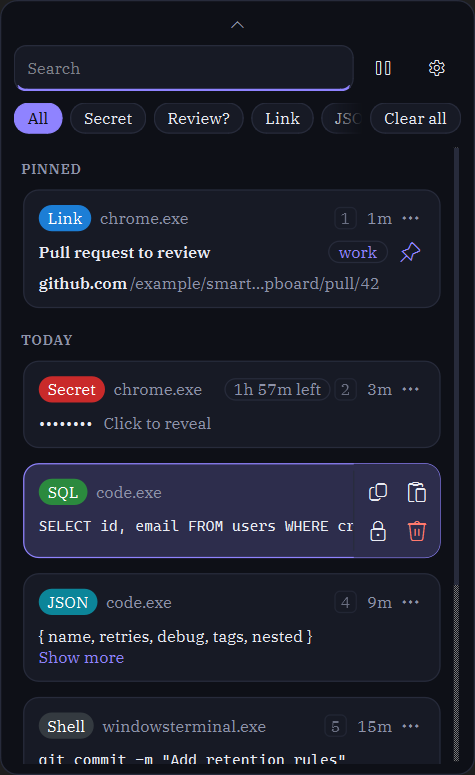 Search
All Secret Review? Link JSC Clear all
PINNED
Link chrome.exe 1 1m ...
Pull request to review work
github.com/example/smart...pboard/pull/42
TODAY
Secret chrome.exe 1h 57m left 2 3m ...
•••••••• Click to reveal
SQL code.exe
SELECT id, email FROM users WHERE cr
JSON code.exe 4 9m ...
{ name, retries, debug, tags, nested }
Show more
Shell windowsterminal.exe 5 15m ...
git commit -m "Add retention rules"